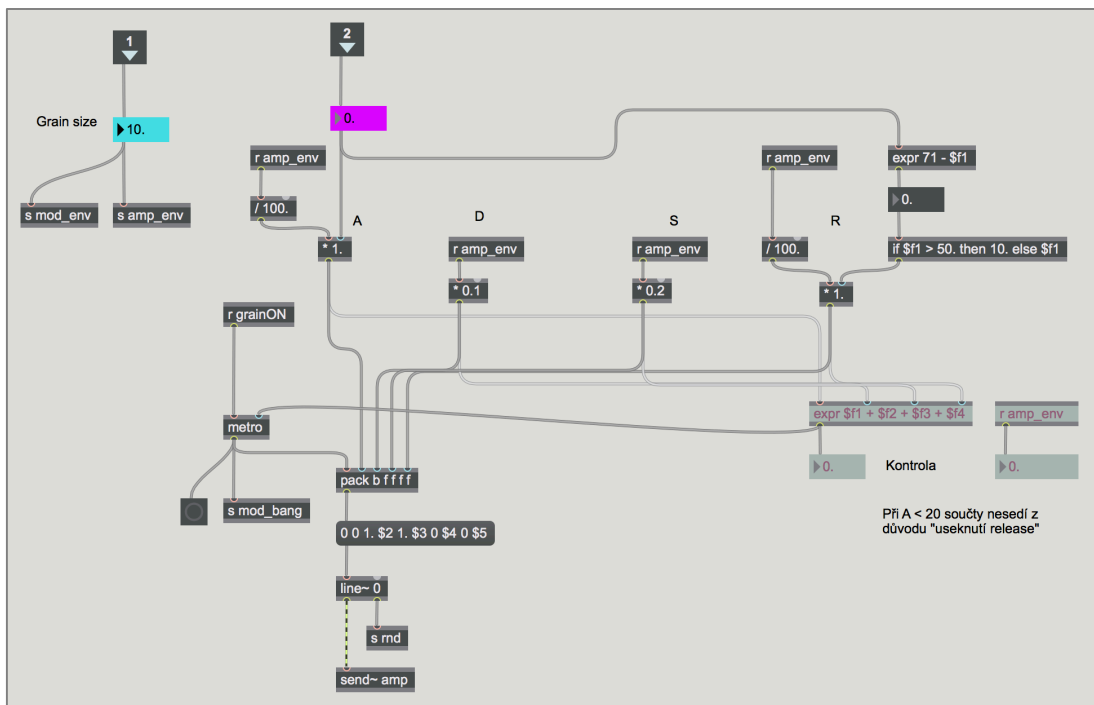 1
2
Grain size
10.
0.
r amp_env
r amp_env
expr 71 - $f1
s mod_env
s amp_env
/ 100.
A
D
S
R
0.
* 1.
r amp_env
r amp_env
/ 100.
if $f1 > 50. then 10. else $f1
* 0.1
* 0.2
* 1.
r grainON
metro
expr $f1 + $f2 + $f3 + $f4
r amp_env
0.
Kontrola
0.
pack b f f f f
s mod_bang
Při A < 20 součty nesedí z
důvodu "useknutí release"
0 0 1. $2 1. $3 0 $4 0 $5
line~ 0
s rnd
send~ amp